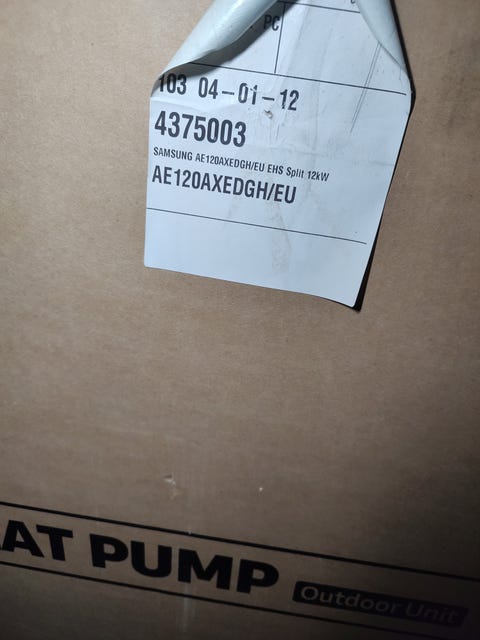 PC
103 04-01-12
4375003
SAMSUNG AE120AXEDGH/EU EHS Split 12kW
AE120AXEDGH/EU
AT PUMP Outdoor Unit